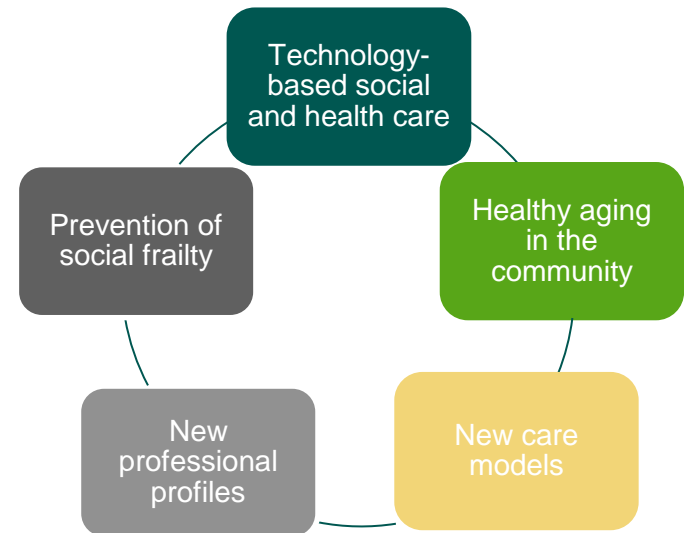 Technology-
based social
and health care
Healthy aging
in the
community
New care
models
New
professional
profiles
Prevention of
social frailty